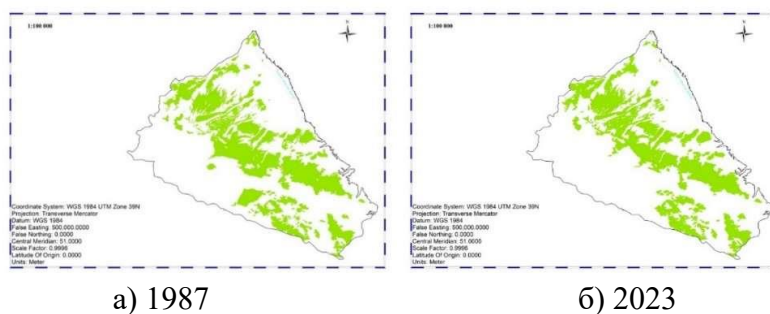 1:100 000
N
Coordinate System: WGS 1984 UTM Zone 39N
Projection: Transverse Mercator
Datum: WGS 1984
False Easting: 500,000.0000
False Northing: 0.0000
Central Meridian: 51.0000
Scale Factor: 0.9996
Latitude Of Origin: 0.0000
Units: Meter
1:100 000
N
Coordinate System: WGS 1984 UTM Zone 39N
Projection: Transverse Mercator
Datum: WGS 1984
False Easting: 500,000.0000
False Northing: 0.0000
Central Meridian: 51.0000
Scale Factor: 0.9996
Latitude Of Origin: 0.0000
Units: Meter
а) 1987
б) 2023